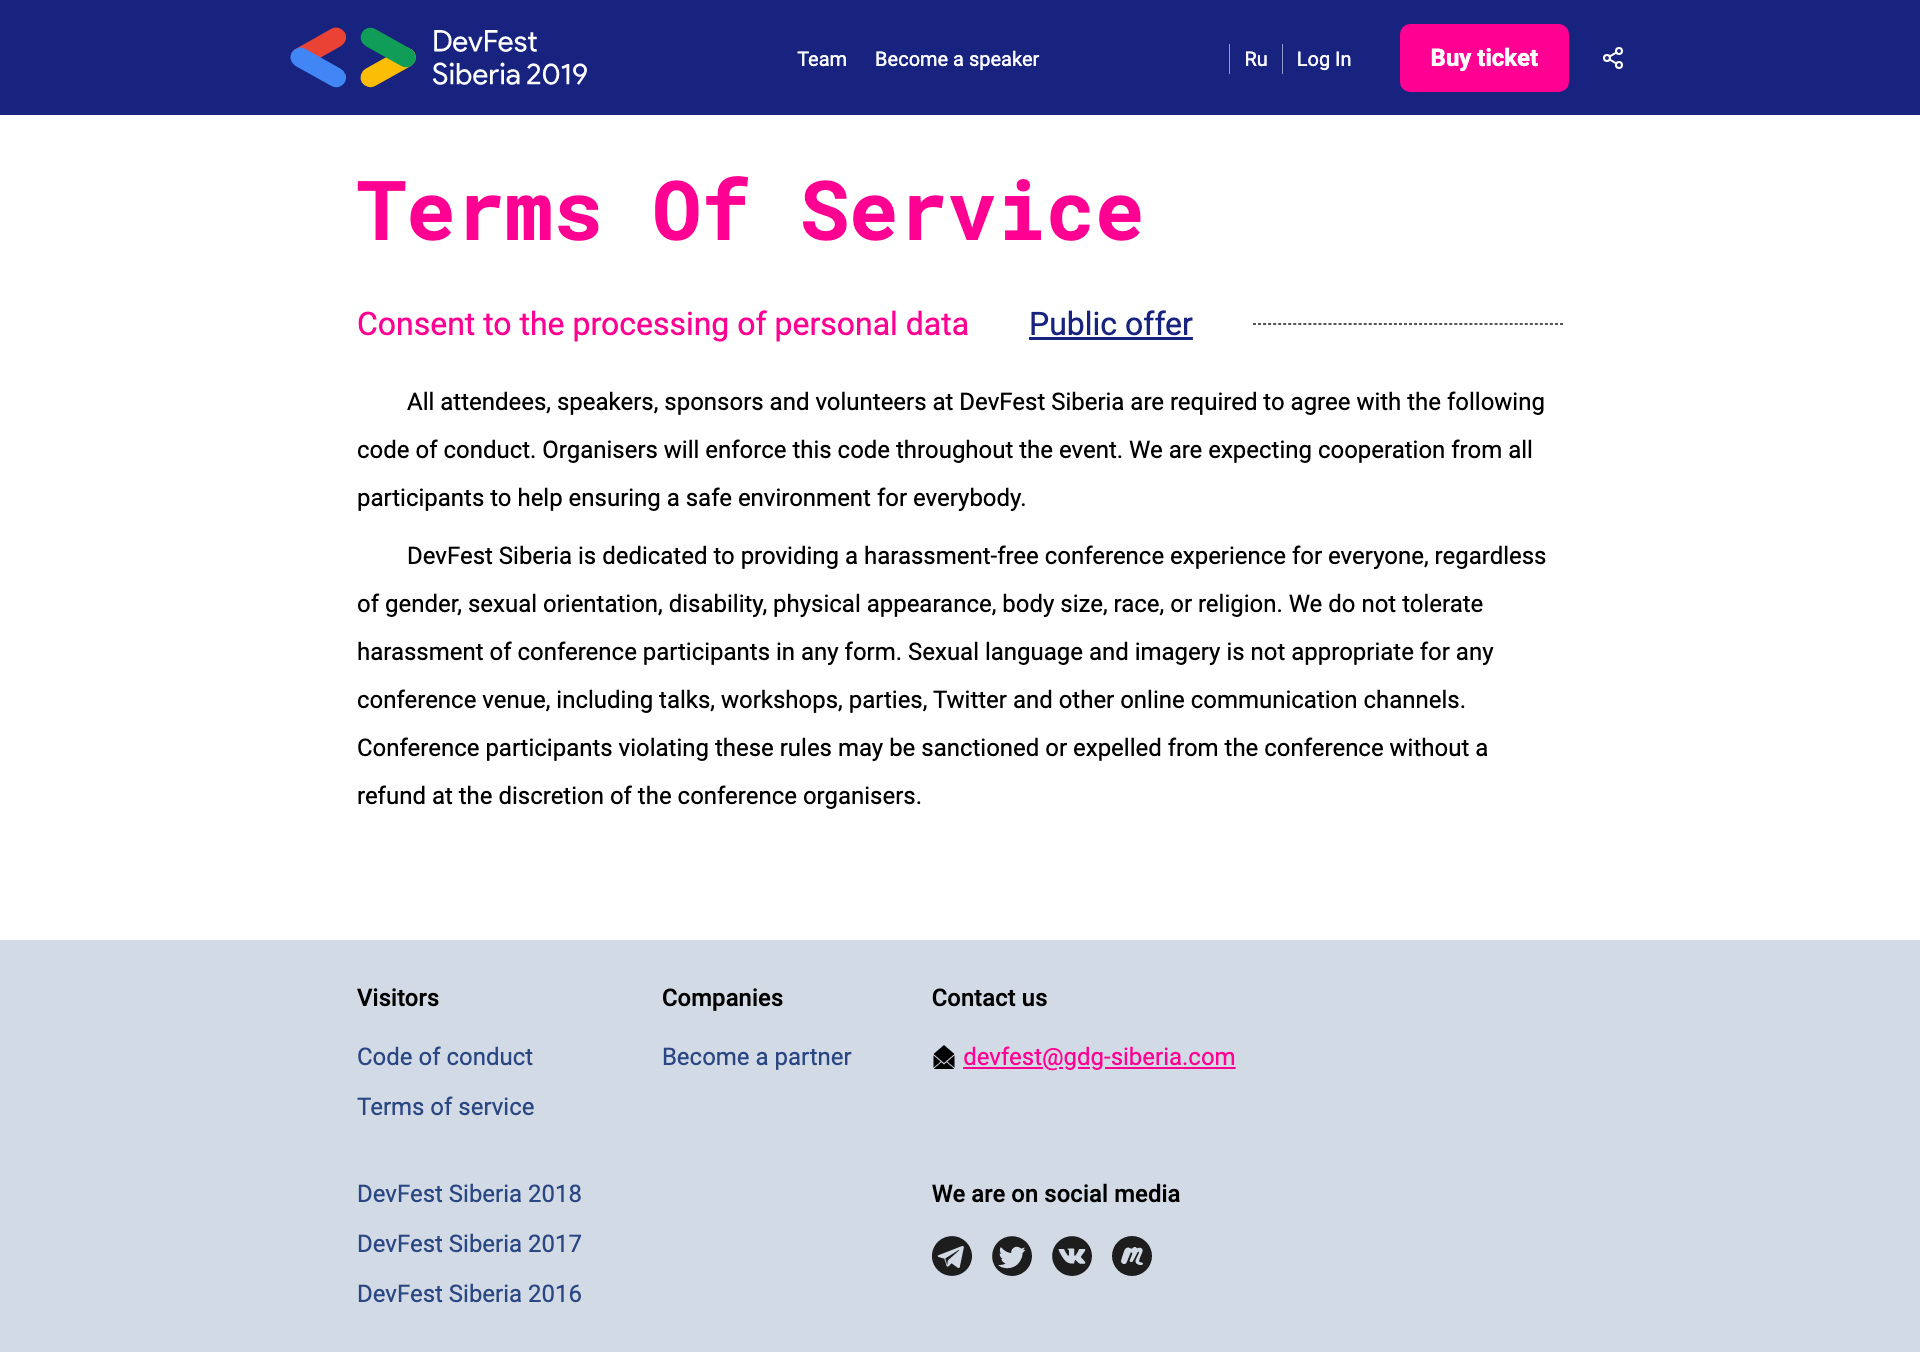 DevFest
Siberia 2019
Team
Become a speaker
Ru
Log In
Buy ticket
Terms Of Service
Consent to the processing of personal data
Public offer
All attendees, speakers, sponsors and volunteers at DevFest Siberia are required to agree with the following
code of conduct. Organisers will enforce this code throughout the event. We are expecting cooperation from all
participants to help ensuring a safe environment for everybody.
DevFest Siberia is dedicated to providing a harassment-free conference experience for everyone, regardless
of gender, sexual orientation, disability, physical appearance, body size, race, or religion. We do not tolerate
harassment of conference participants in any form. Sexual language and imagery is not appropriate for any
conference venue, including talks, workshops, parties, Twitter and other online communication channels.
Conference participants violating these rules may be sanctioned or expelled from the conference without a
refund at the discretion of the conference organisers.
Visitors
Code of conduct
Terms of service
DevFest Siberia 2018
DevFest Siberia 2017
DevFest Siberia 2016
Companies
Become a partner
Contact us
devfest@gdg-siberia.com
We are on social media